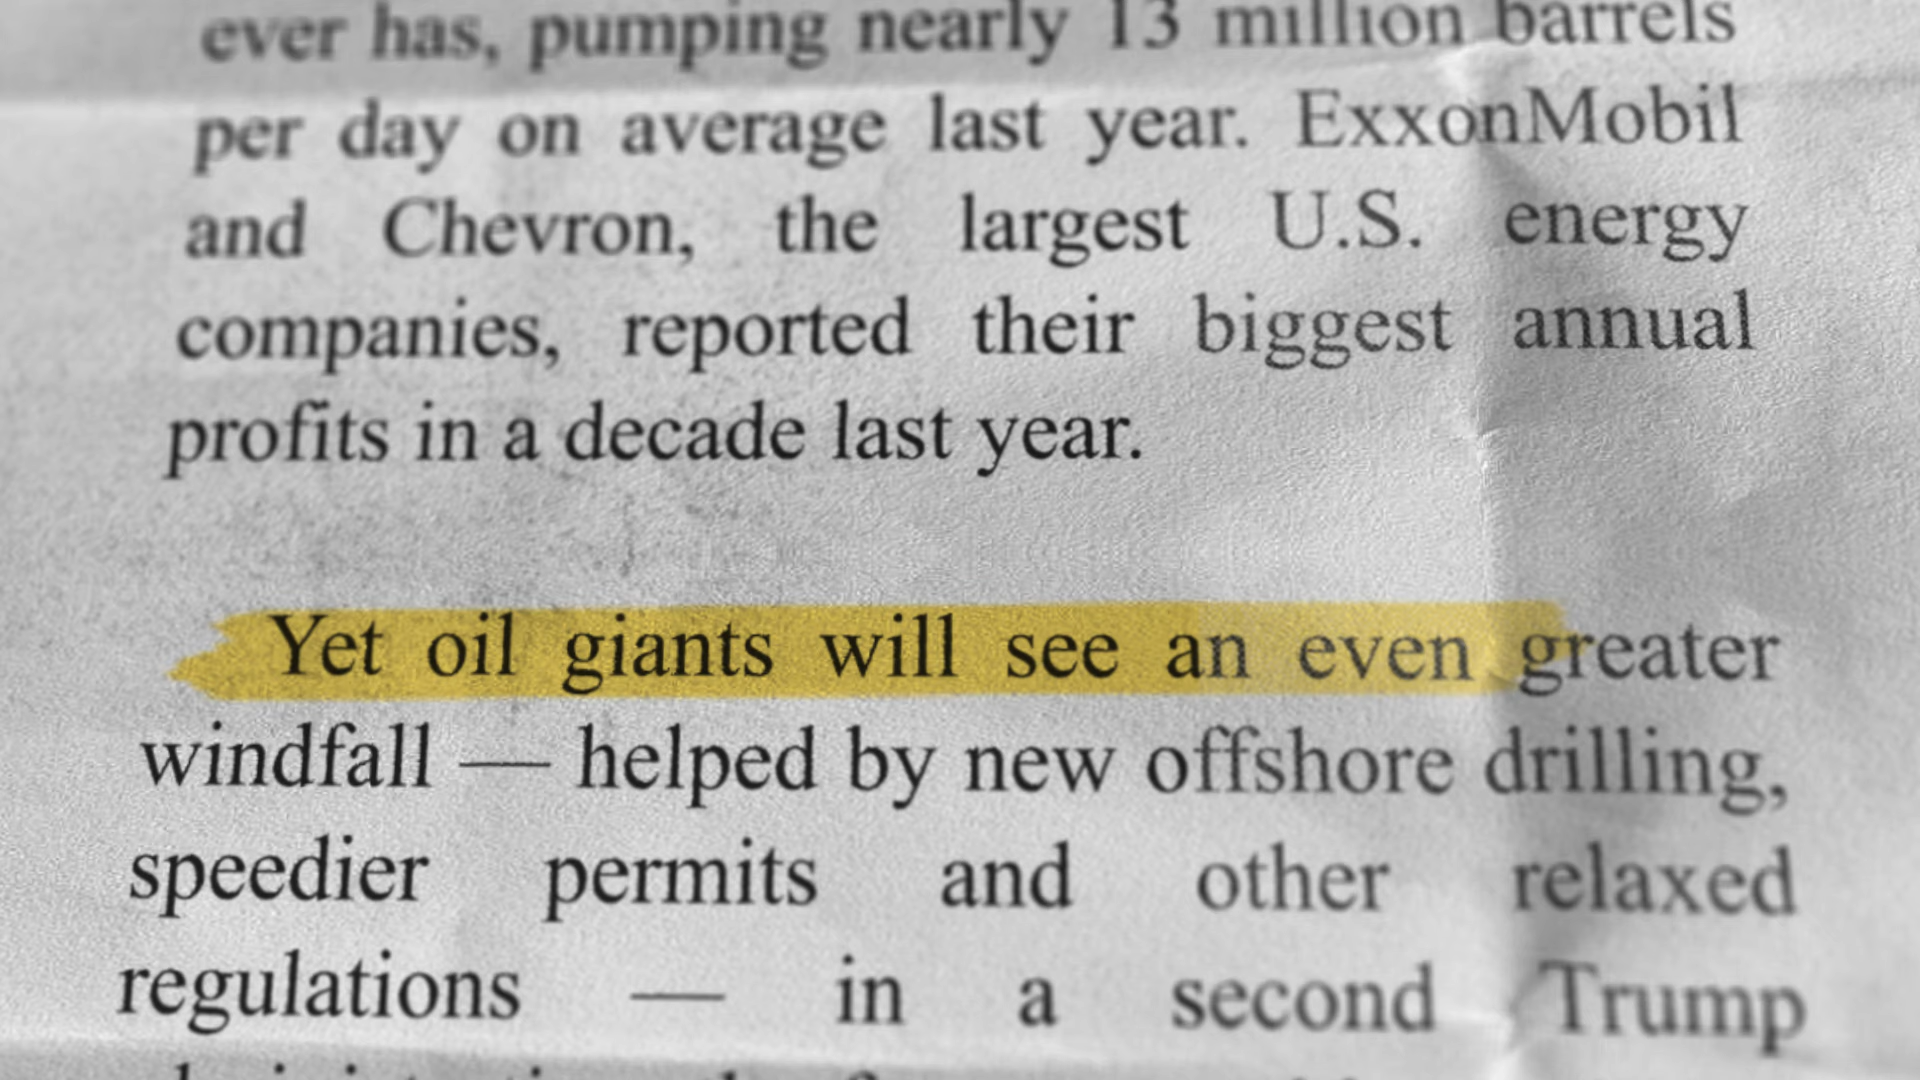 ever has, pumping nearly 13 million barrels
per day on average last year. ExxonMobil
and Chevron, the largest U.S. energy
companies, reported their biggest annual
profits in a decade last year.
Yet oil giants will see an even greater
windfall — helped by new offshore drilling,
speedier permits and other relaxed
regulations — in a second Trump